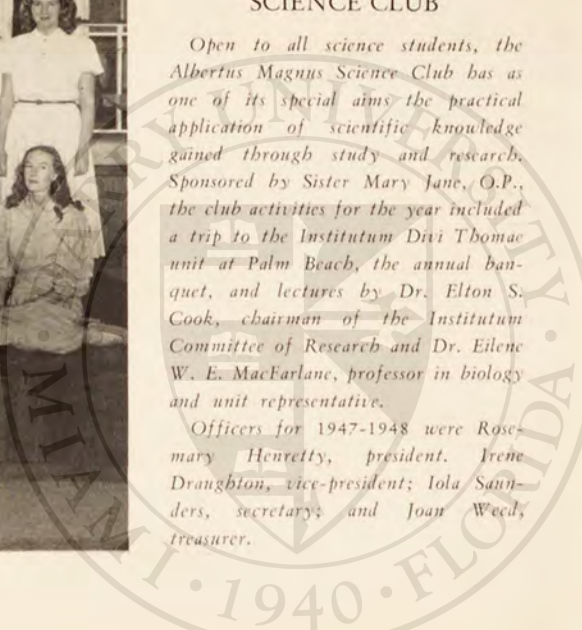 SCIENCE CLUB
Open to all science students, the
Albertus Magnus Science Club has as
one of its special aims the practical
application of scientific knowledge
gained through study and research.
Sponsored by Sister Mary Jane, O.P.,
the club activities for the year included
a trip to the Institutum Divi Thomae
unit at Palm Beach, the annual ban-
quet, and lectures by Dr. Elton S.
Cook, chairman of the Institutum
Committee of Research and Dr. Eilene
W. E. MacFarlane, professor in biology
and unit representative.
Officers for 1947-1948 were Rose-
mary Henretty, president. Irene
Draughton, vice-president; Iola Saun-
ders, secretary; and Joan Weed,
treasurer.
BARRY UNIVERSITY
MIAMI • 1940 • FLORIDA